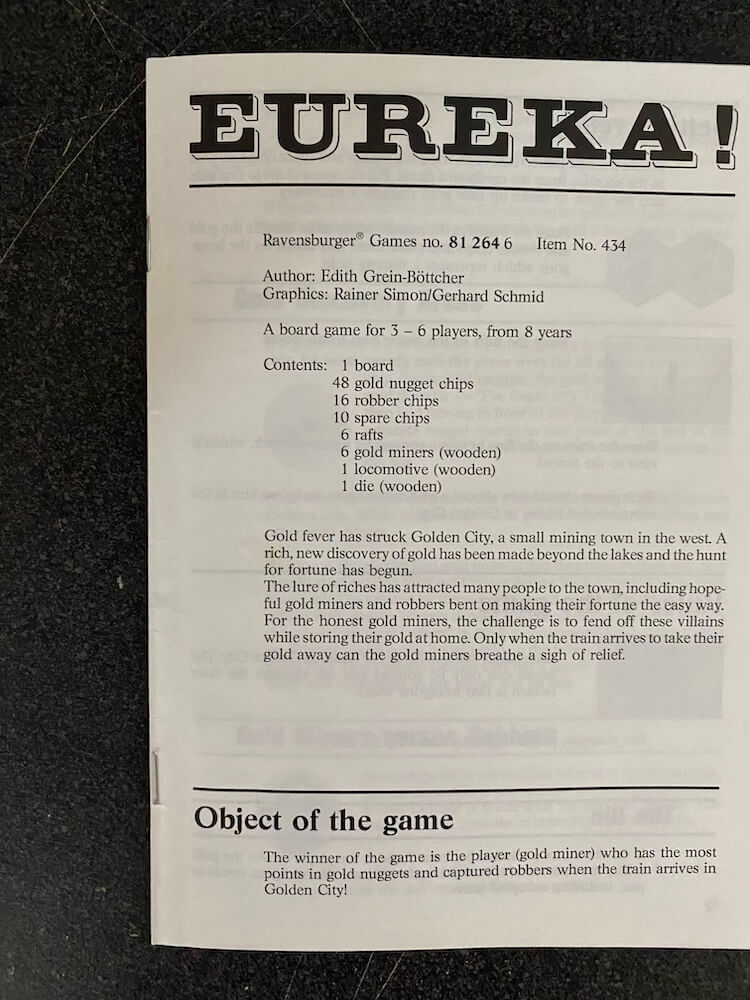 EUREKA!
Ravensburger® Games no. 81 264 6 Item No. 434
Author: Edith Grein-Böttcher
Graphics: Rainer Simon/Gerhard Schmid
A board game for 3 – 6 players, from 8 years
Contents: 1 board
48 gold nugget chips
16 robber chips
10 spare chips
6 rafts
6 gold miners (wooden)
1 locomotive (wooden)
1 die (wooden)
Gold fever has struck Golden City, a small mining town in the west. A
rich, new discovery of gold has been made beyond the lakes and the hunt
for fortune has begun.
The lure of riches has attracted many people to the town, including hope-
ful gold miners and robbers bent on making their fortune the easy way.
For the honest gold miners, the challenge is to fend off these villains
while storing their gold at home. Only when the train arrives to take their
gold away can the gold miners breathe a sigh of relief.
Object of the game
The winner of the game is the player (gold miner) who has the most
points in gold nuggets and captured robbers when the train arrives in
Golden City!